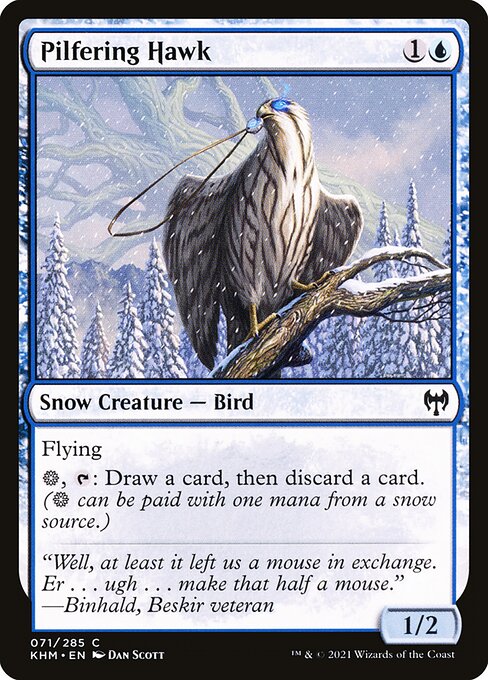 Pilfering Hawk 1
Snow Creature — Bird
Flying
, : Draw a card, then discard a card.
( can be paid with one mana from a snow
source.)
“Well, at least it left us a mouse in exchange.
Er . . . ugh . . . make that half a mouse.”
—Binhald, Beskir veteran
1/2
071/285 C
KHM • EN Dan Scott
™ & © 2021 Wizards of the Coast